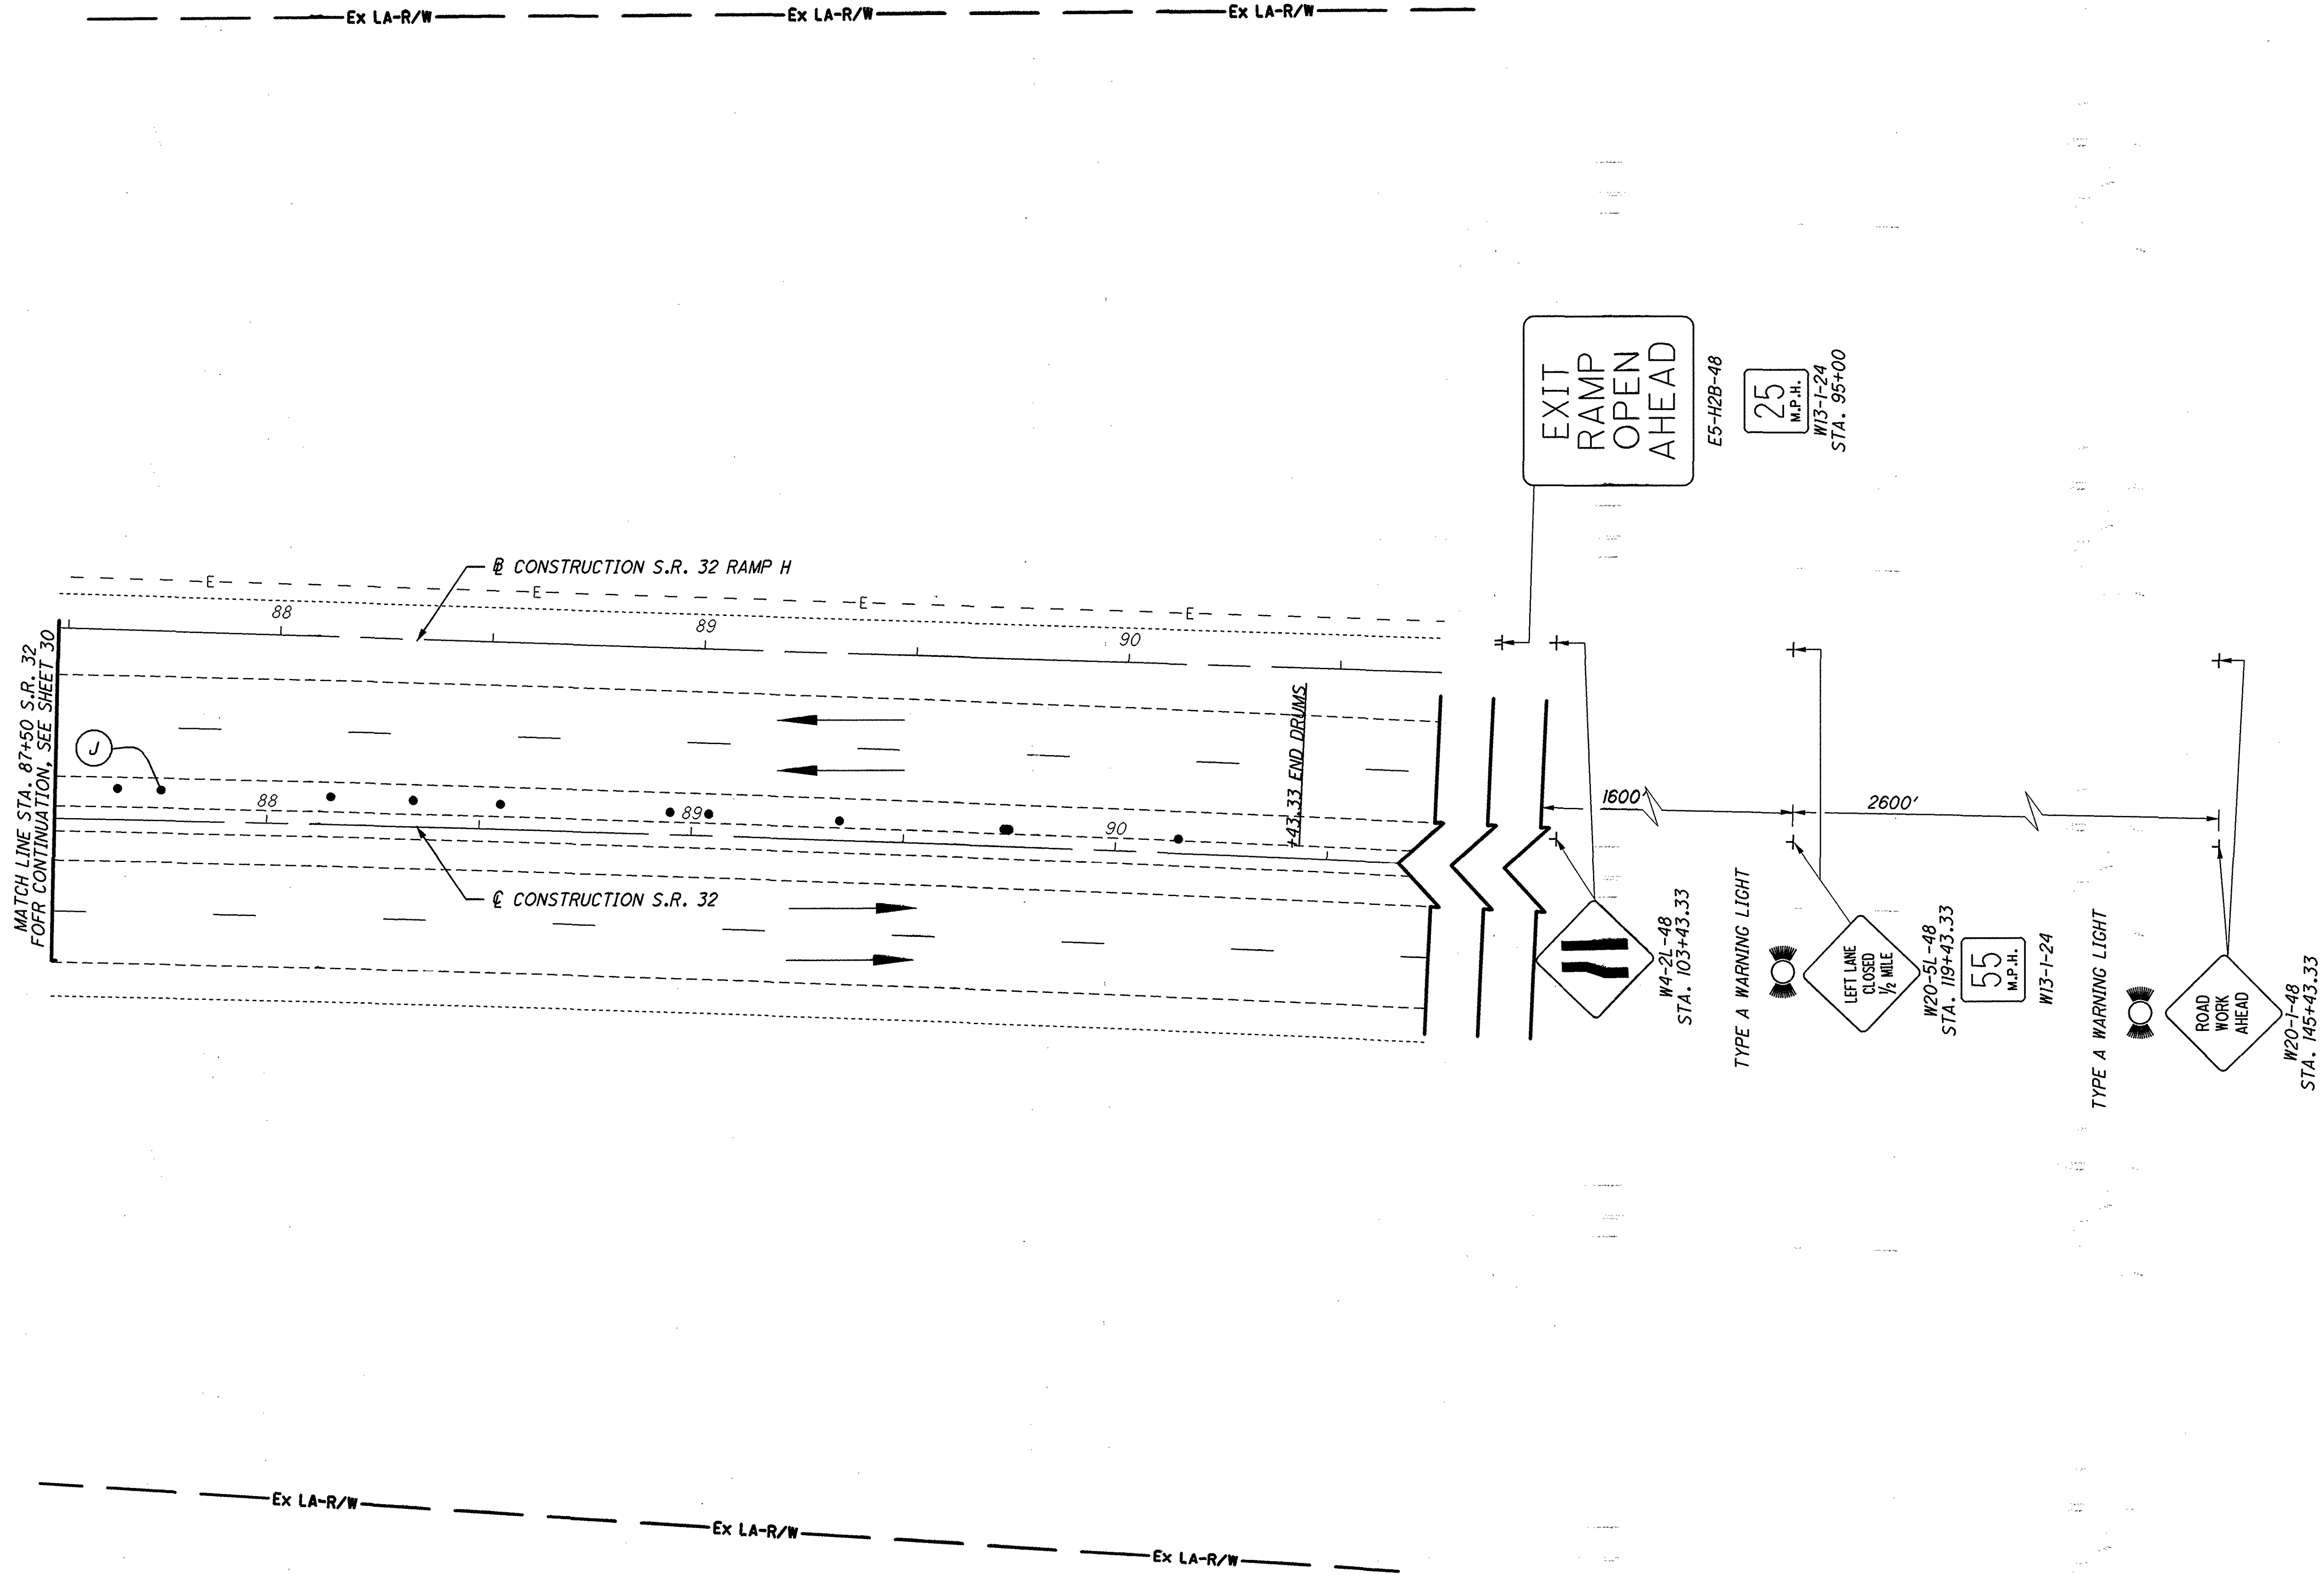 Ex LA-R/W
Ex LA-R/W
Ex LA-R/W
EXIT
RAMP
OPEN
AHEAD
E5-H2B-48
25
M.P.H.
W13-1-24
STA. 95+00
℄ CONSTRUCTION S.R. 32 RAMP H
E
E
E
E
88
89
90
MATCH LINE STA. 87+50 S.R. 32
FOFR CONTINUATION, SEE SHEET 30
J
88
89
90
+43.33 END DRUMS
℄ CONSTRUCTION S.R. 32
1600'
2600'
W4-2L-48
STA. 103+43.33
TYPE A WARNING LIGHT
LEFT LANE
CLOSED
1/2 MILE
W20-5L-48
STA. 119+43.33
55
M.P.H.
W13-1-24
TYPE A WARNING LIGHT
ROAD
WORK
AHEAD
W20-1-48
STA. 145+43.33
Ex LA-R/W
Ex LA-R/W
Ex LA-R/W